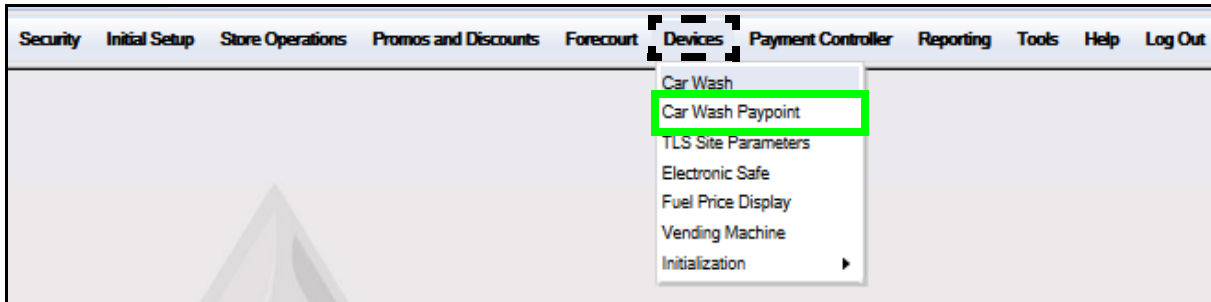 Security Initial Setup Store Operations Promos and Discounts Forecourt Devices Payment Controller Reporting Tools Help Log Out
Car Wash
Car Wash Paypoint
TLS Site Parameters
Electronic Safe
Fuel Price Display
Vending Machine
Initialization